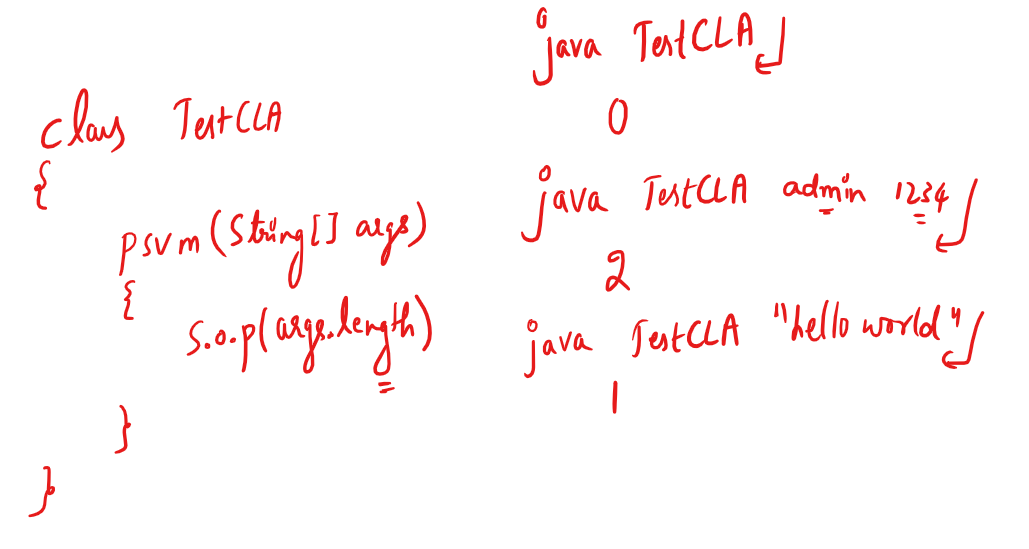 class TestCLA
{
psvm(String[] args)
{
S.o.p(args.length)
}
}
java TestCLA
0
java TestCLA admin 1234
2
java TestCLA "hello world"
1